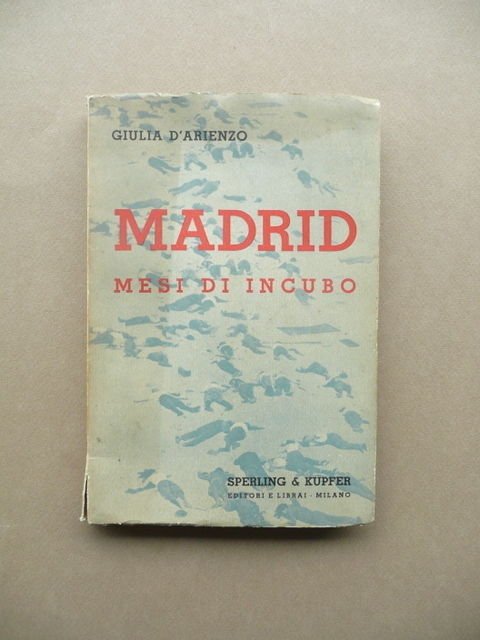 GIULIA D'ARIENZO
MADRID
MESI DI INCUBO
SPERLING & KUPFER
EDITORI E LIBRAI - MILANO